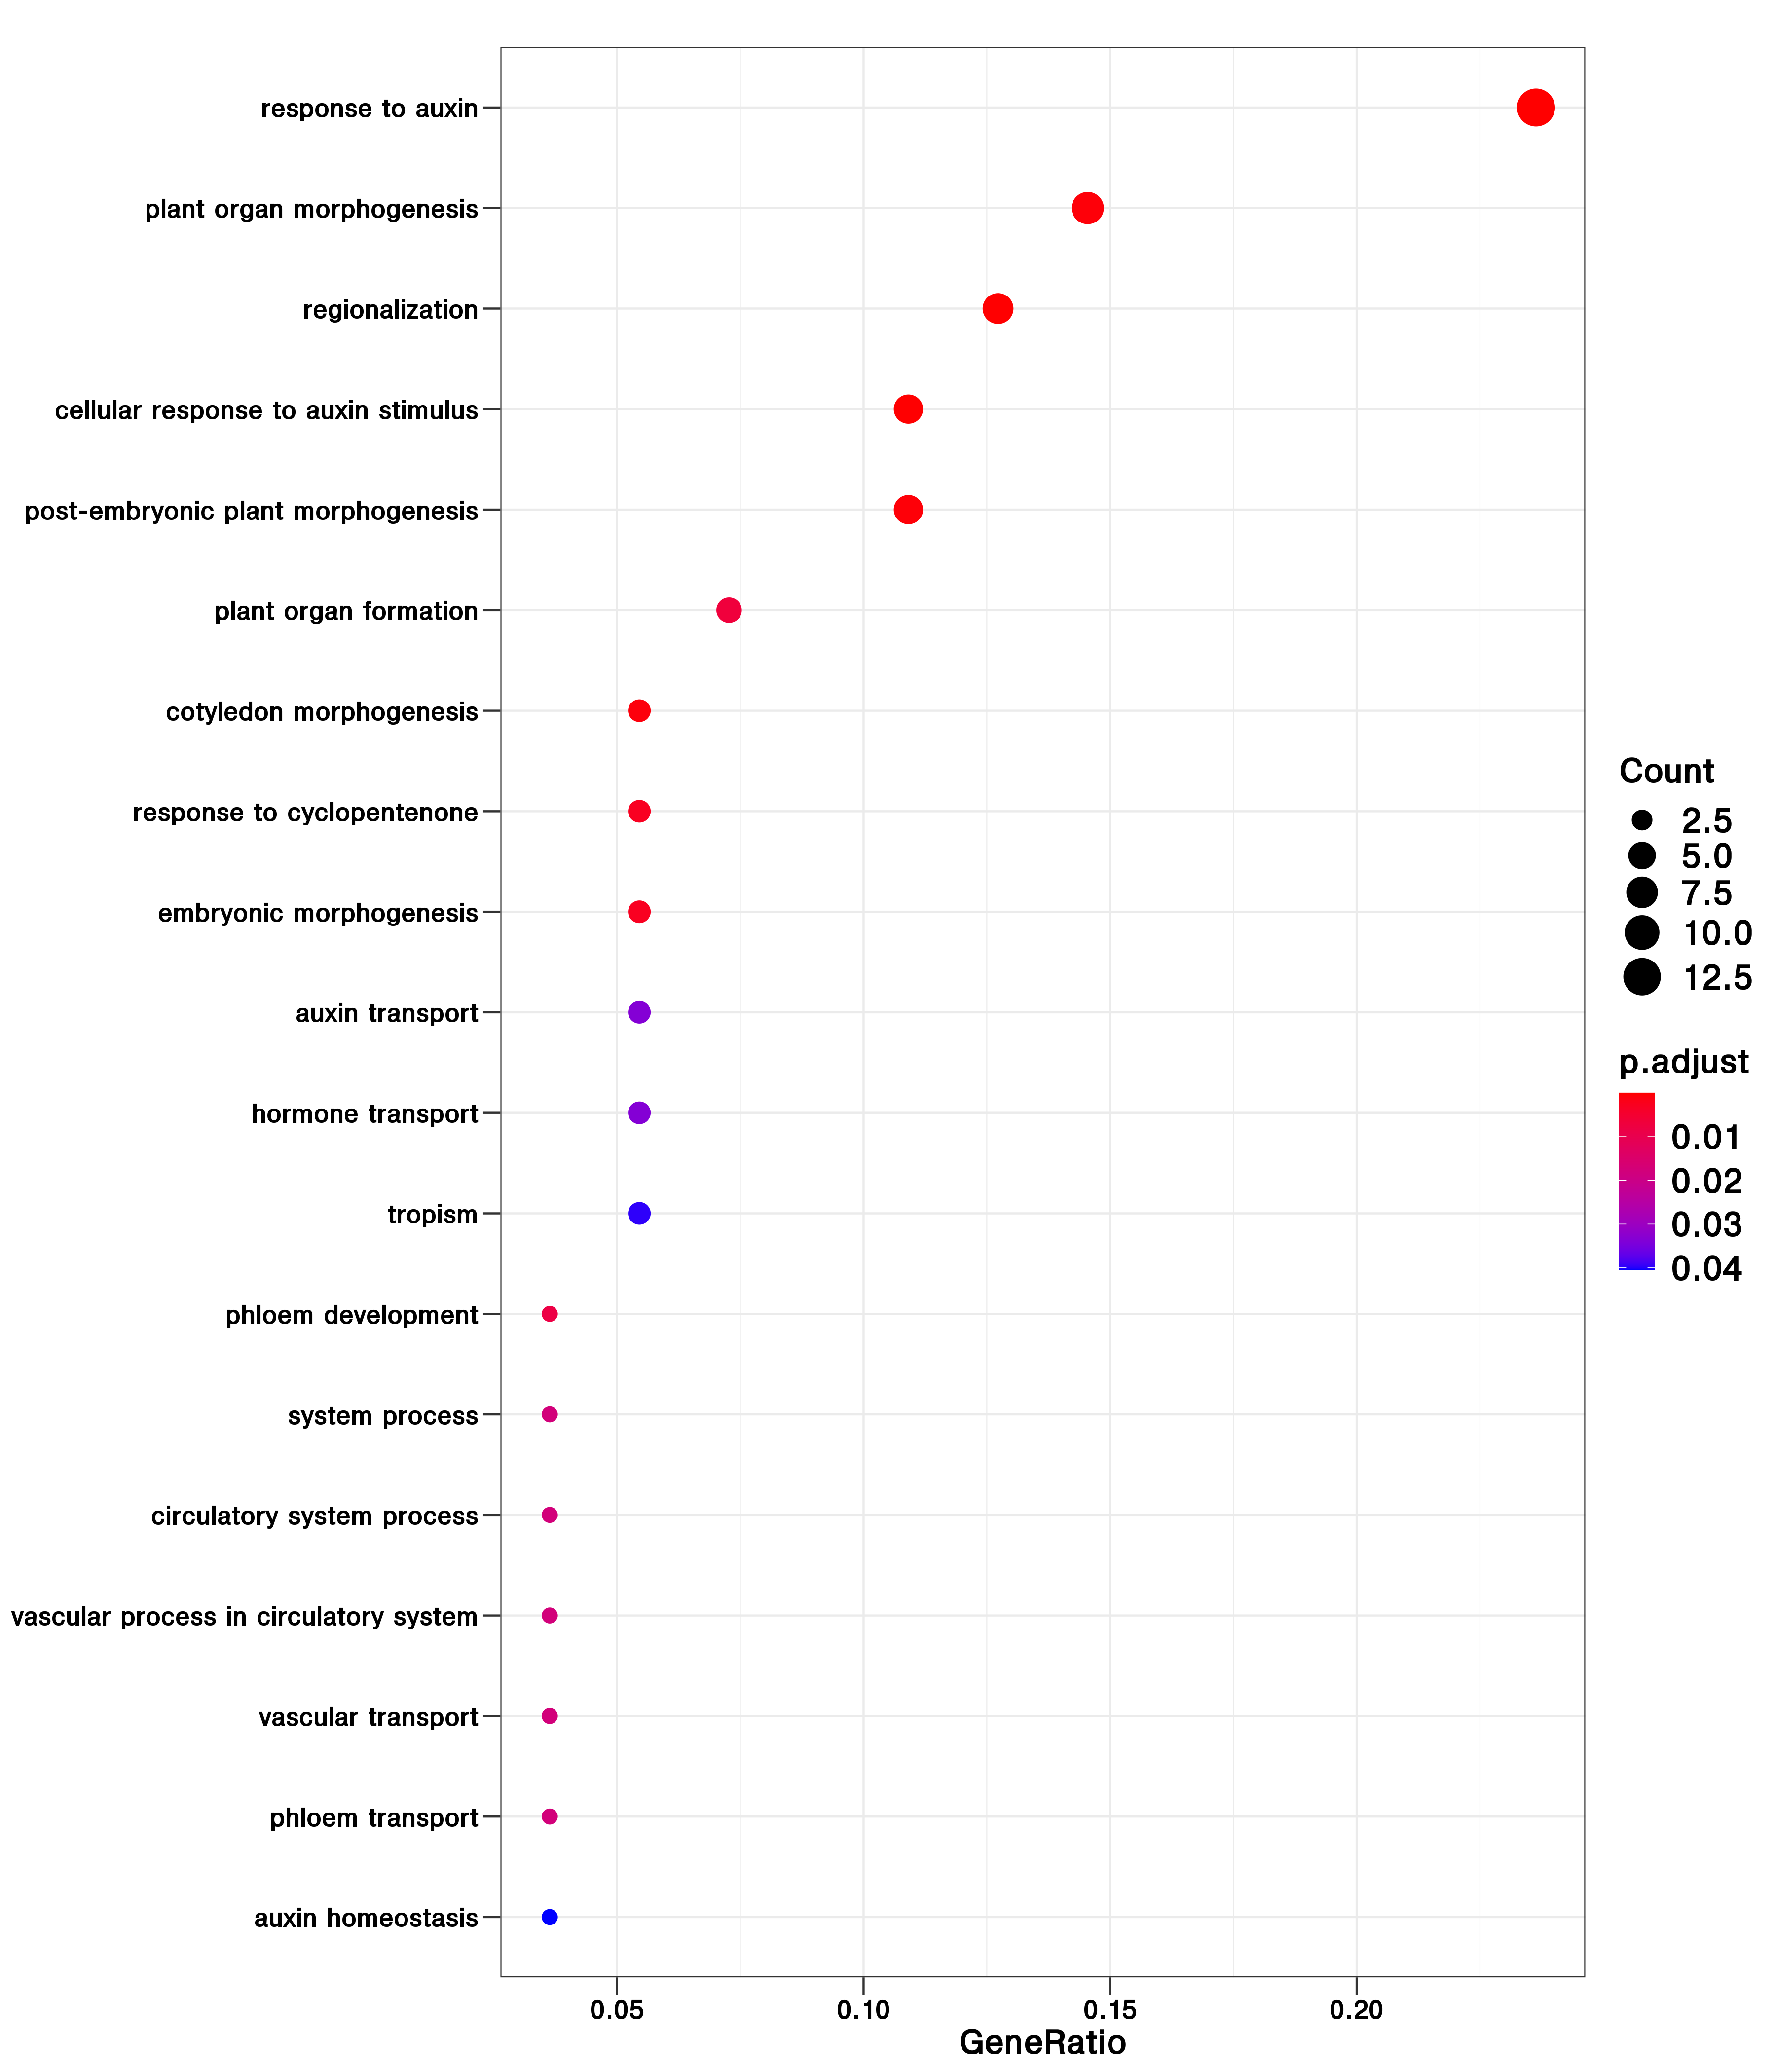 response to auxin
plant organ morphogenesis
regionalization
cellular response to auxin stimulus
post-embryonic plant morphogenesis
plant organ formation
cotyledon morphogenesis
response to cyclopentenone
embryonic morphogenesis
auxin transport
hormone transport
tropism
phloem development
system process
circulatory system process
vascular process in circulatory system
vascular transport
phloem transport
auxin homeostasis
0.05 0.10 0.15 0.20
GeneRatio
Count
2.5
5.0
7.5
10.0
12.5
p.adjust
0.01
0.02
0.03
0.04